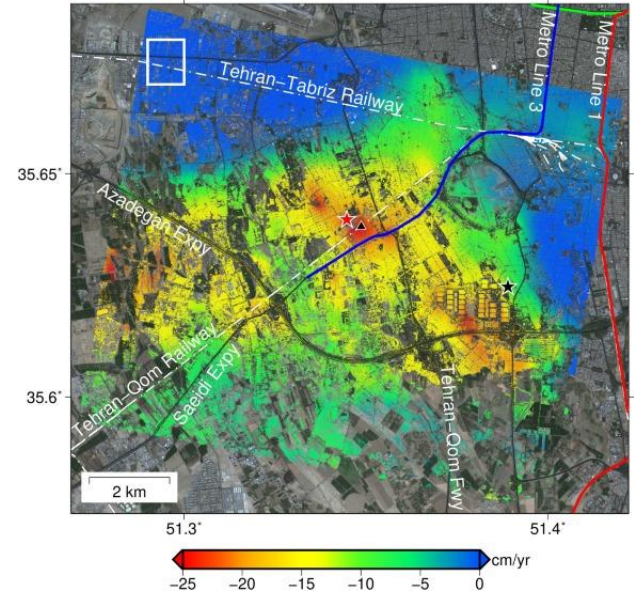 Metro Line 3
Metro Line 1
Tehran–Tabriz Railway
35.65°
Azadegan Expy
Tehran–Qom Railway
Saeidi Expy
Tehran–Qom Fwy
35.6°
2 km
51.3°
51.4°
cm/yr
−25 −20 −15 −10 −5 0